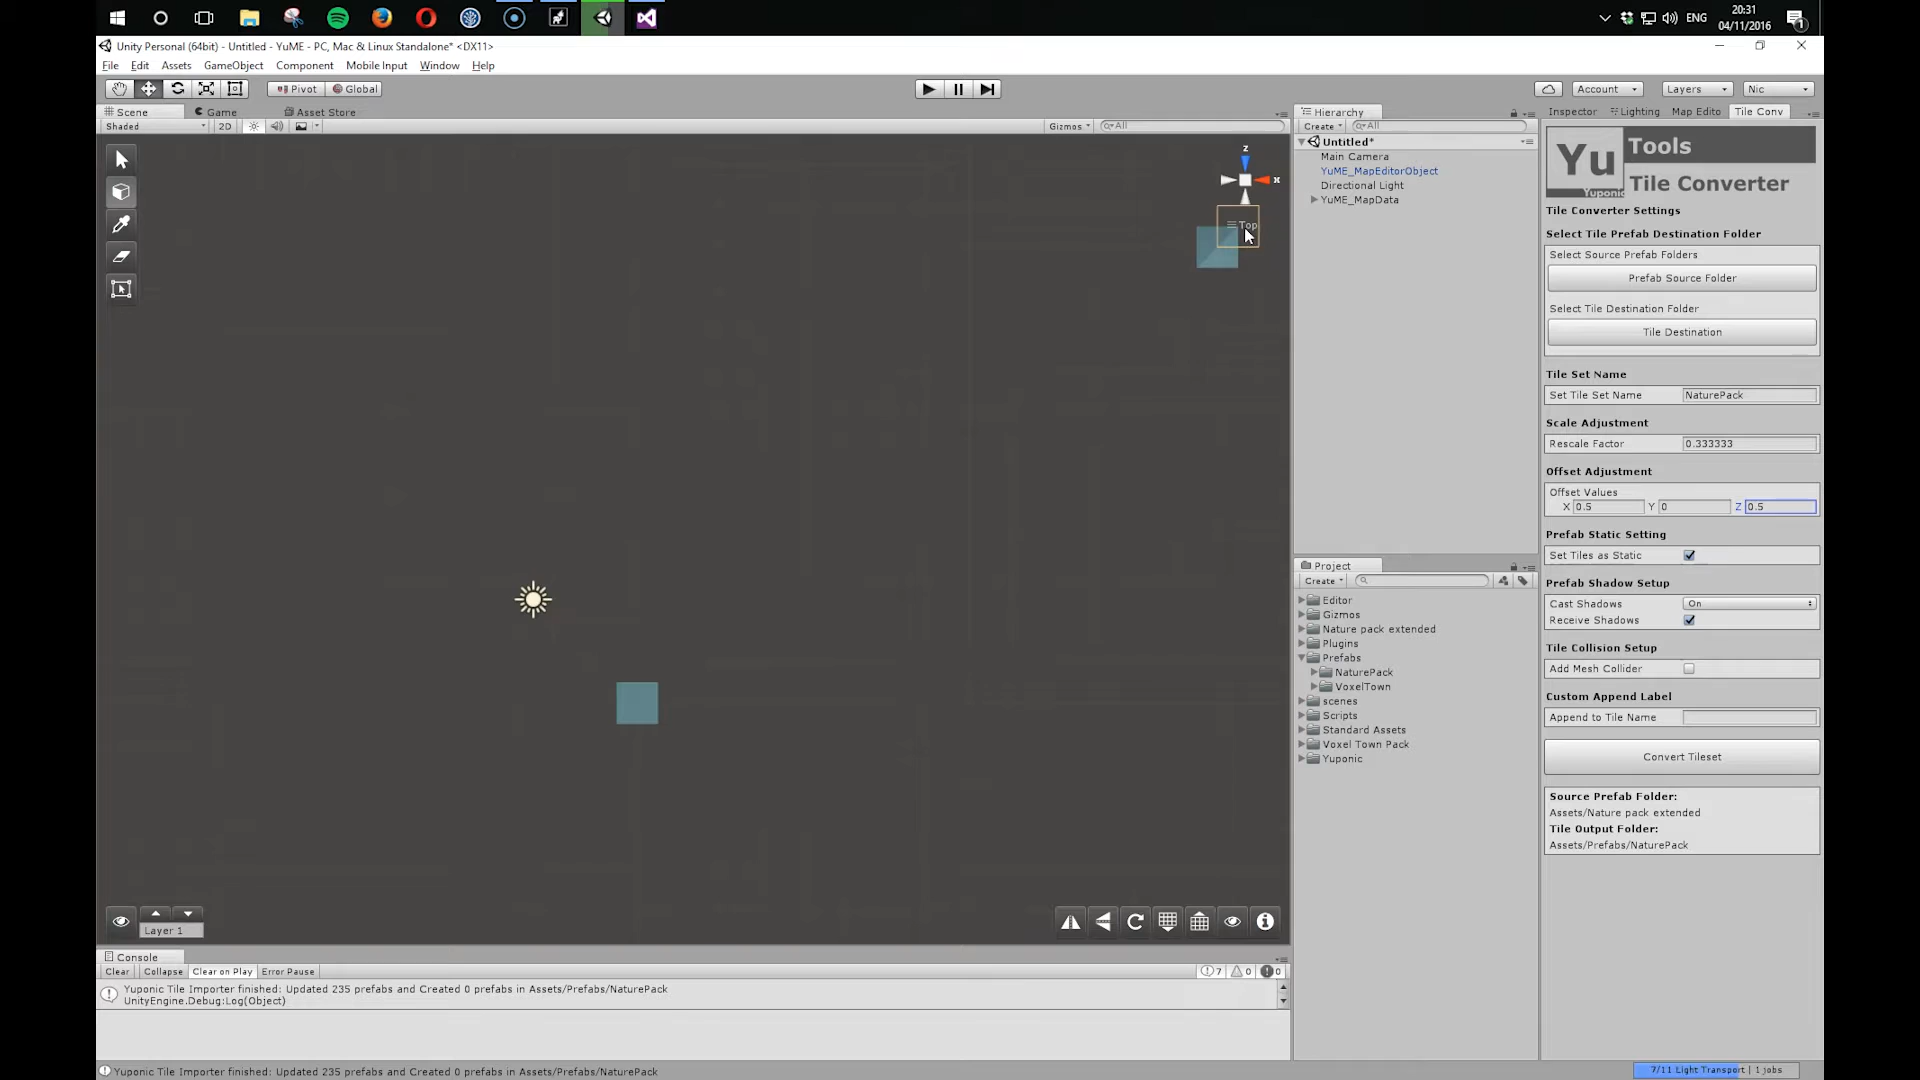 20:31
ENG
04/11/2016
Unity Personal (64bit) - Untitled - YuME - PC, Mac & Linux Standalone* <DX11>
File Edit Assets GameObject Component Mobile Input Window Help
Pivot Global
Account Layers Nic
Scene Game Asset Store
Shaded 2D Gizmos All
Hierarchy
Create All
Untitled*
Main Camera
YuME_MapEditorObject
Directional Light
YuME_MapData
z
x
Top
Layer 1
Project
Create
Editor
Gizmos
Nature pack extended
Plugins
Prefabs
NaturePack
VoxelTown
scenes
Scripts
Standard Assets
Voxel Town Pack
Yuponic
Inspector Lighting Map Edito Tile Conv
Yu
Yuponic
Tools
Tile Converter
Tile Converter Settings
Select Tile Prefab Destination Folder
Select Source Prefab Folders
Prefab Source Folder
Select Tile Destination Folder
Tile Destination
Tile Set Name
Set Tile Set Name NaturePack
Scale Adjustment
Rescale Factor 0.333333
Offset Adjustment
Offset Values
X 0.5 Y 0 Z 0.5
Prefab Static Setting
Set Tiles as Static
Prefab Shadow Setup
Cast Shadows On
Receive Shadows
Tile Collision Setup
Add Mesh Collider
Custom Append Label
Append to Tile Name
Convert Tileset
Source Prefab Folder:
Assets/Nature pack extended
Tile Output Folder:
Assets/Prefabs/NaturePack
Console
Clear Collapse Clear on Play Error Pause 7 0 0
Yuponic Tile Importer finished: Updated 235 prefabs and Created 0 prefabs in Assets/Prefabs/NaturePack
UnityEngine.Debug:Log(Object)
Yuponic Tile Importer finished: Updated 235 prefabs and Created 0 prefabs in Assets/Prefabs/NaturePack
7/11 Light Transport | 1 jobs